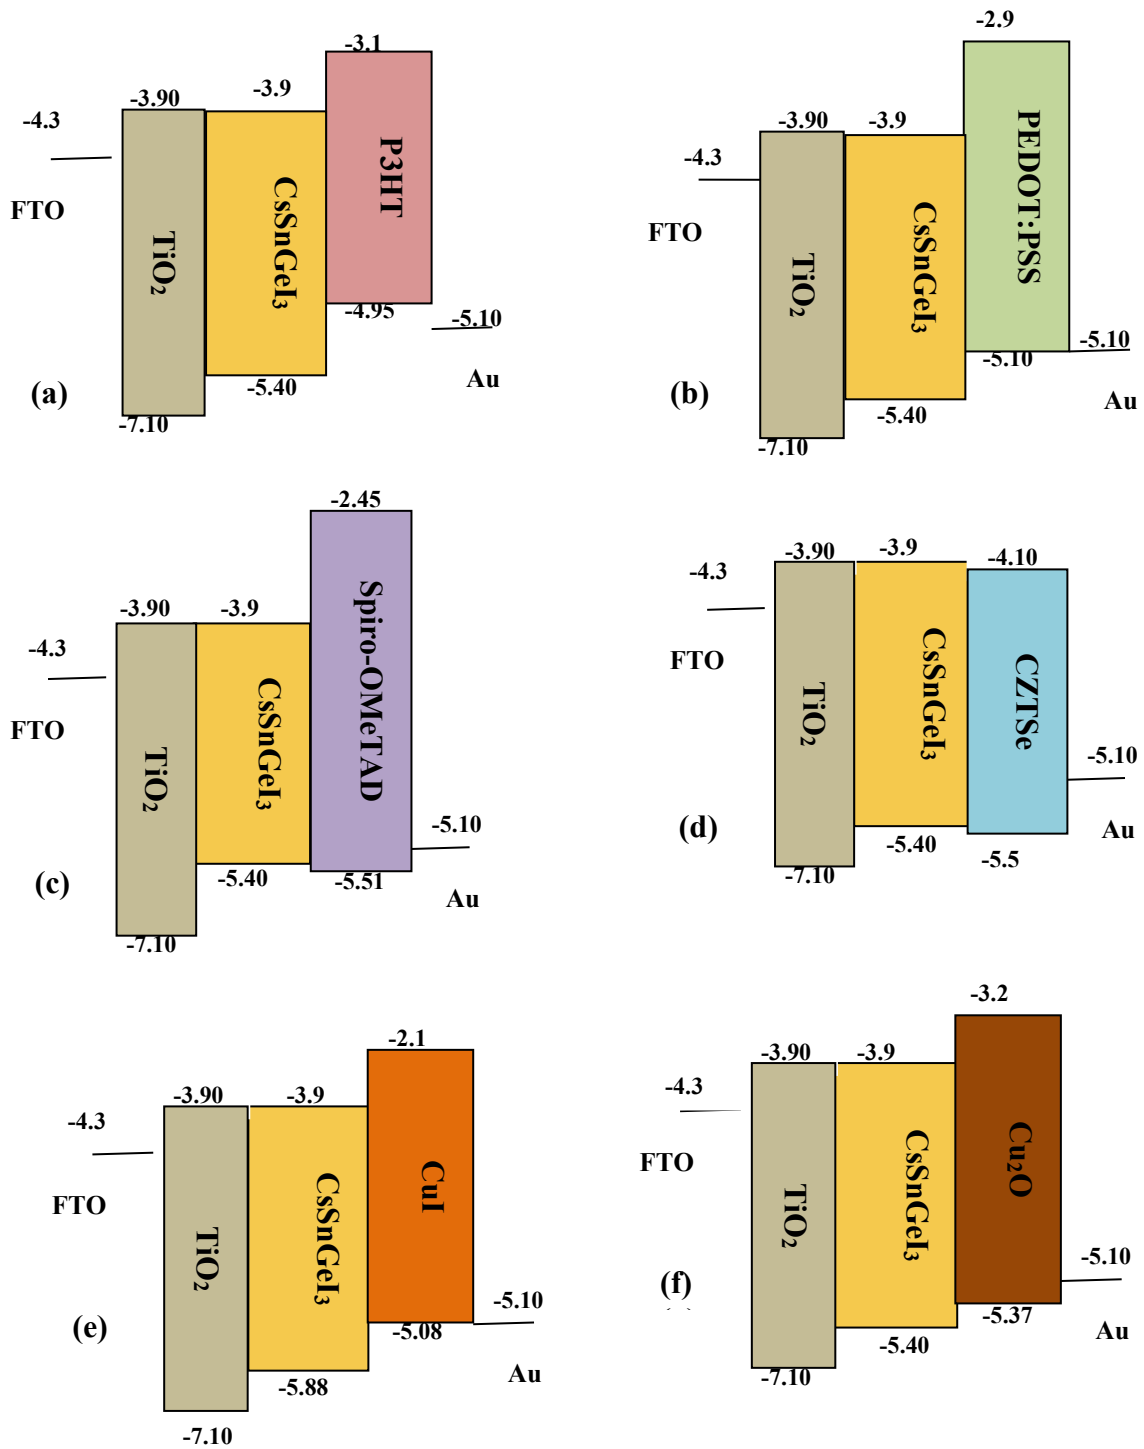 -3.1
-3.90
-3.9
-4.3
FTO
TiO₂
CsSnGeI₃
P3HT
-4.95
-5.10
Au
-5.40
-7.10
(a)
-2.9
-3.90
-3.9
-4.3
FTO
TiO₂
CsSnGeI₃
PEDOT:PSS
-5.10
-5.10
Au
-5.40
-7.10
(b)
-2.45
-3.90
-3.9
-4.3
FTO
TiO₂
CsSnGeI₃
Spiro-OMeTAD
-5.10
Au
-5.40
-5.51
-7.10
(c)
-3.90
-3.9
-4.10
-4.3
FTO
TiO₂
CsSnGeI₃
CZTSe
-5.10
Au
-5.40
-5.5
-7.10
(d)
-2.1
-3.90
-3.9
-4.3
FTO
TiO₂
CsSnGeI₃
CuI
-5.10
-5.08
Au
-5.88
-7.10
(e)
-3.2
-3.90
-3.9
-4.3
FTO
TiO₂
CsSnGeI₃
Cu₂O
-5.10
-5.37
Au
-5.40
-7.10
(f)